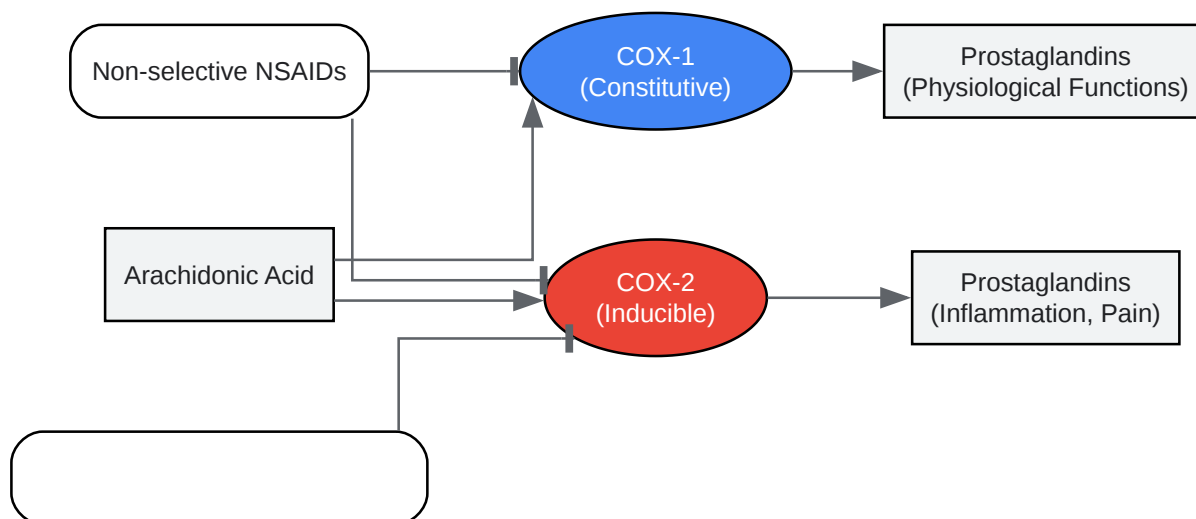 Non-selective NSAIDs
COX-1
(Constitutive)
Prostaglandins
(Physiological Functions)
Arachidonic Acid
COX-2
(Inducible)
Prostaglandins
(Inflammation, Pain)